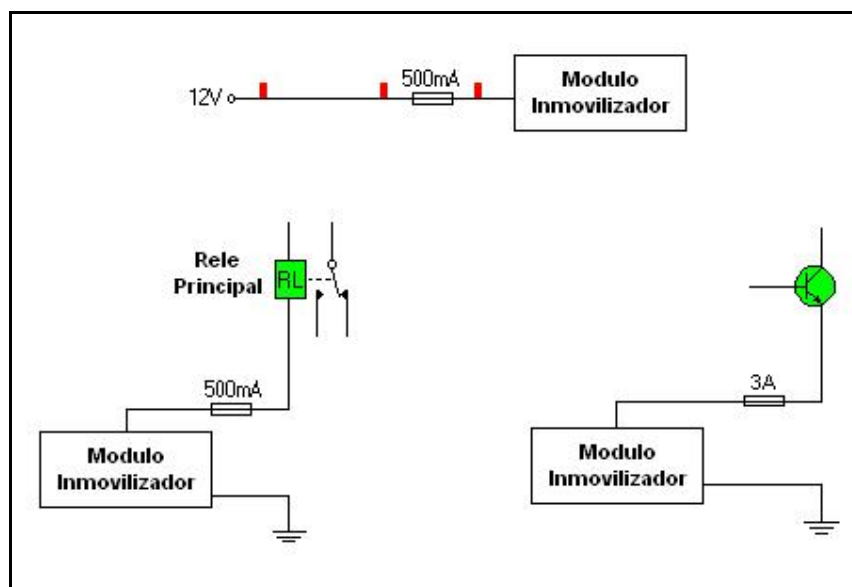 500mA
12V
Modulo
Inmovilizador
Rele
Principal
RL
500mA
3A
Modulo
Inmovilizador
Modulo
Inmovilizador